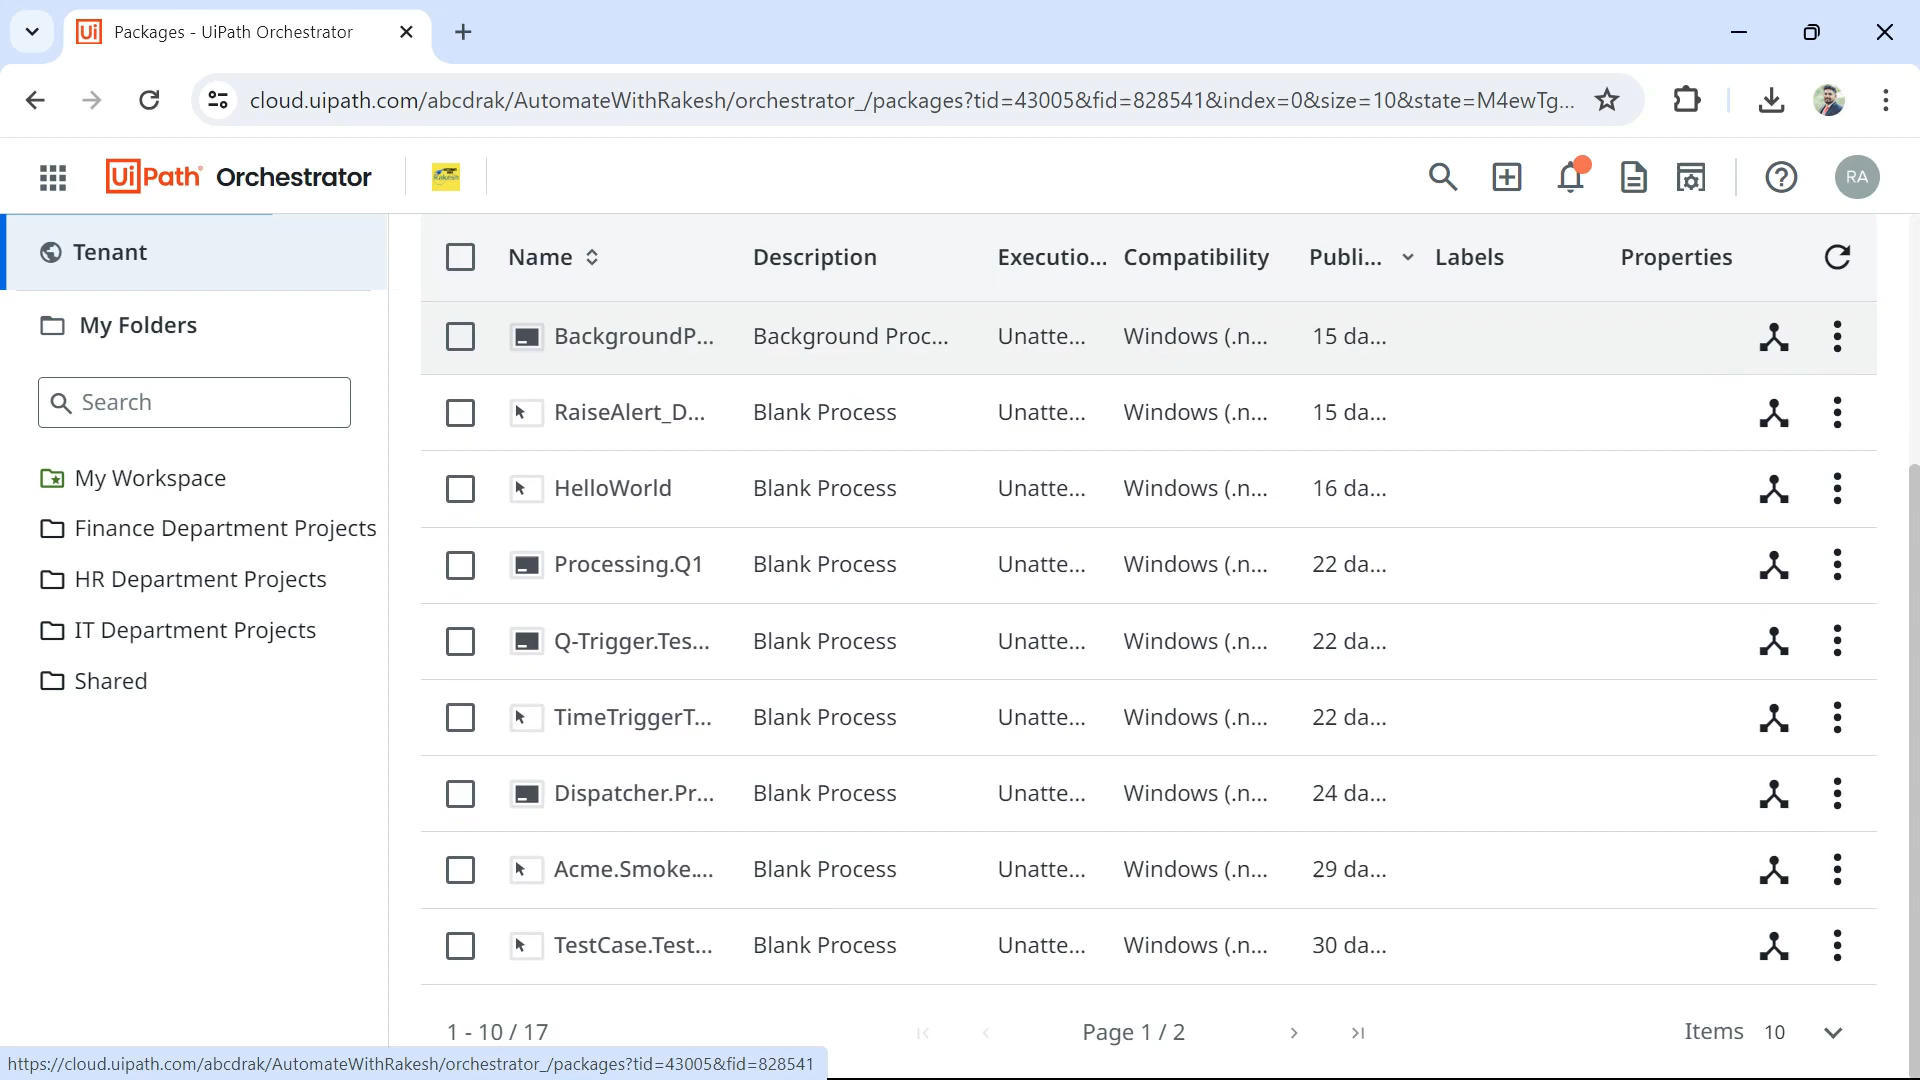 Packages - UiPath Orchestrator
cloud.uipath.com/abcdrak/AutomateWithRakesh/orchestrator_/packages?tid=43005&fid=828541&index=0&size=10&state=M4ewTg...
UiPath Orchestrator
RA
Tenant
My Folders
Search
My Workspace
Finance Department Projects
HR Department Projects
IT Department Projects
Shared
Name Description Executio... Compatibility Publi... Labels Properties
BackgroundP... Background Proc... Unatte... Windows (.n... 15 da...
RaiseAlert_D... Blank Process Unatte... Windows (.n... 15 da...
HelloWorld Blank Process Unatte... Windows (.n... 16 da...
Processing.Q1 Blank Process Unatte... Windows (.n... 22 da...
Q-Trigger.Tes... Blank Process Unatte... Windows (.n... 22 da...
TimeTriggerT... Blank Process Unatte... Windows (.n... 22 da...
Dispatcher.Pr... Blank Process Unatte... Windows (.n... 24 da...
Acme.Smoke.... Blank Process Unatte... Windows (.n... 29 da...
TestCase.Test... Blank Process Unatte... Windows (.n... 30 da...
1 - 10 / 17 Page 1 / 2 Items 10
https://cloud.uipath.com/abcdrak/AutomateWithRakesh/orchestrator_/packages?tid=43005&fid=828541